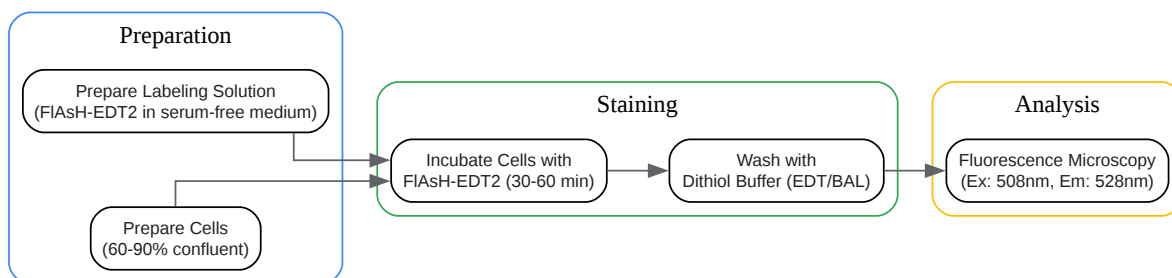 Preparation
Prepare Labeling Solution
(FlAsH-EDT2 in serum-free medium)
Prepare Cells
(60-90% confluent)
Staining
Incubate Cells with
FlAsH-EDT2 (30-60 min)
Wash with
Dithiol Buffer (EDT/BAL)
Analysis
Fluorescence Microscopy
(Ex: 508nm, Em: 528nm)